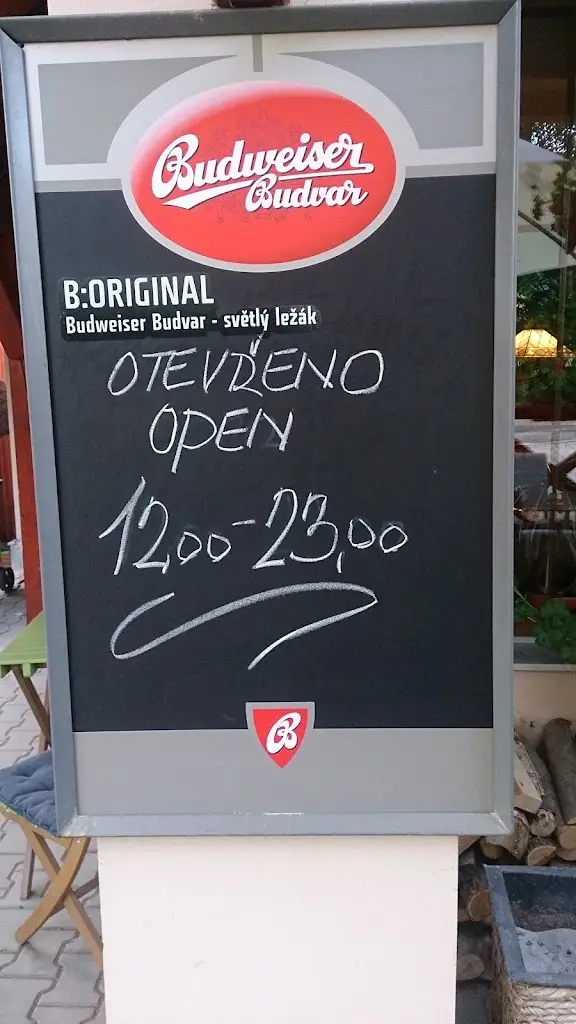 Budweiser
Budvar
B:ORIGINAL
Budweiser Budvar - světlý ležák
OTEVŘENO
OPEN
12,00-23,00
B